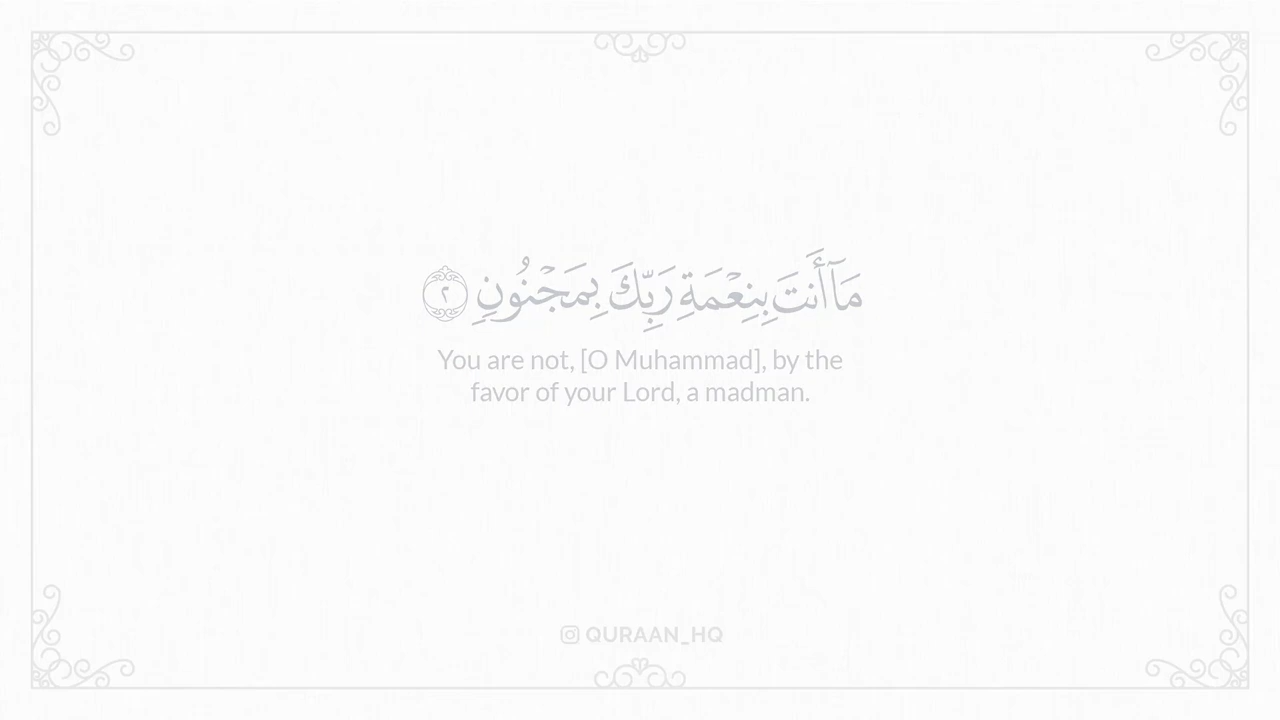 مَآ أَنتَ بِنِعْمَةِ رَبِّكَ بِمَجْنُونٍ ٢
You are not, [O Muhammad], by the
favor of your Lord, a madman.
QURAAN_HQ